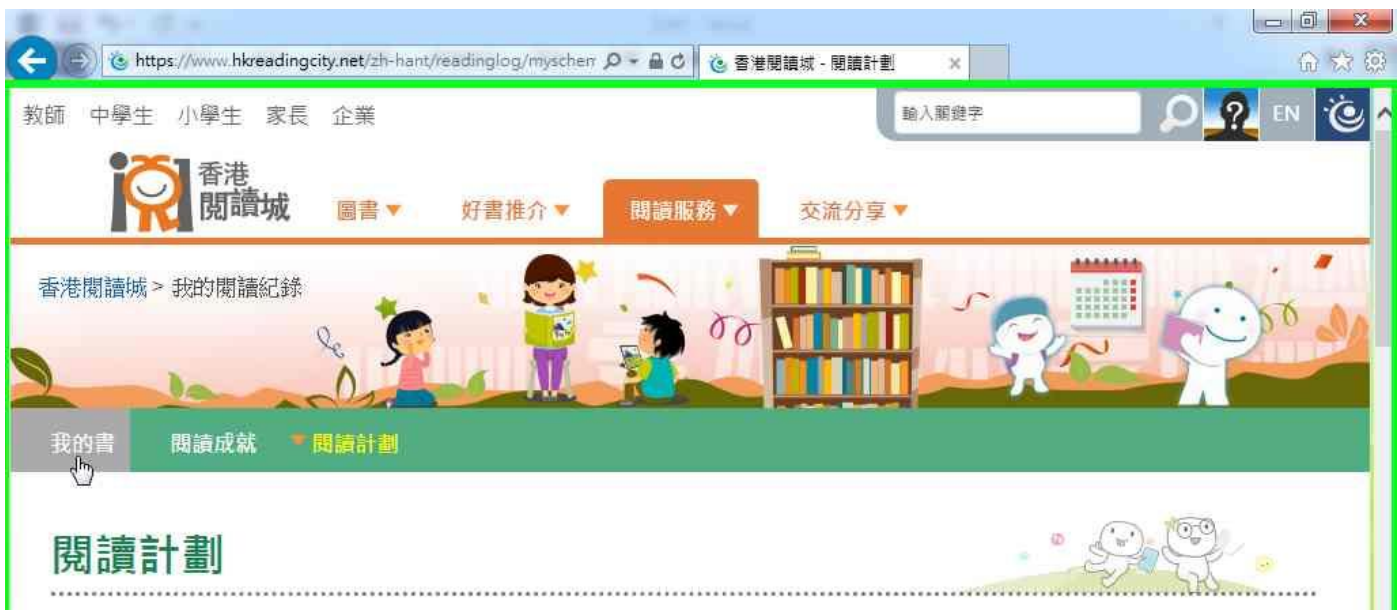 https://www.hkreadingcity.net/zh-hant/readinglog/myschem
香港閱讀城 - 閱讀計劃
教師 中學生 小學生 家長 企業
輸入關鍵字
EN
香港
閱讀城
圖書 好書推介 閱讀服務 交流分享
香港閱讀城 > 我的閱讀紀錄
我的書 閱讀成就 閱讀計劃
閱讀計劃